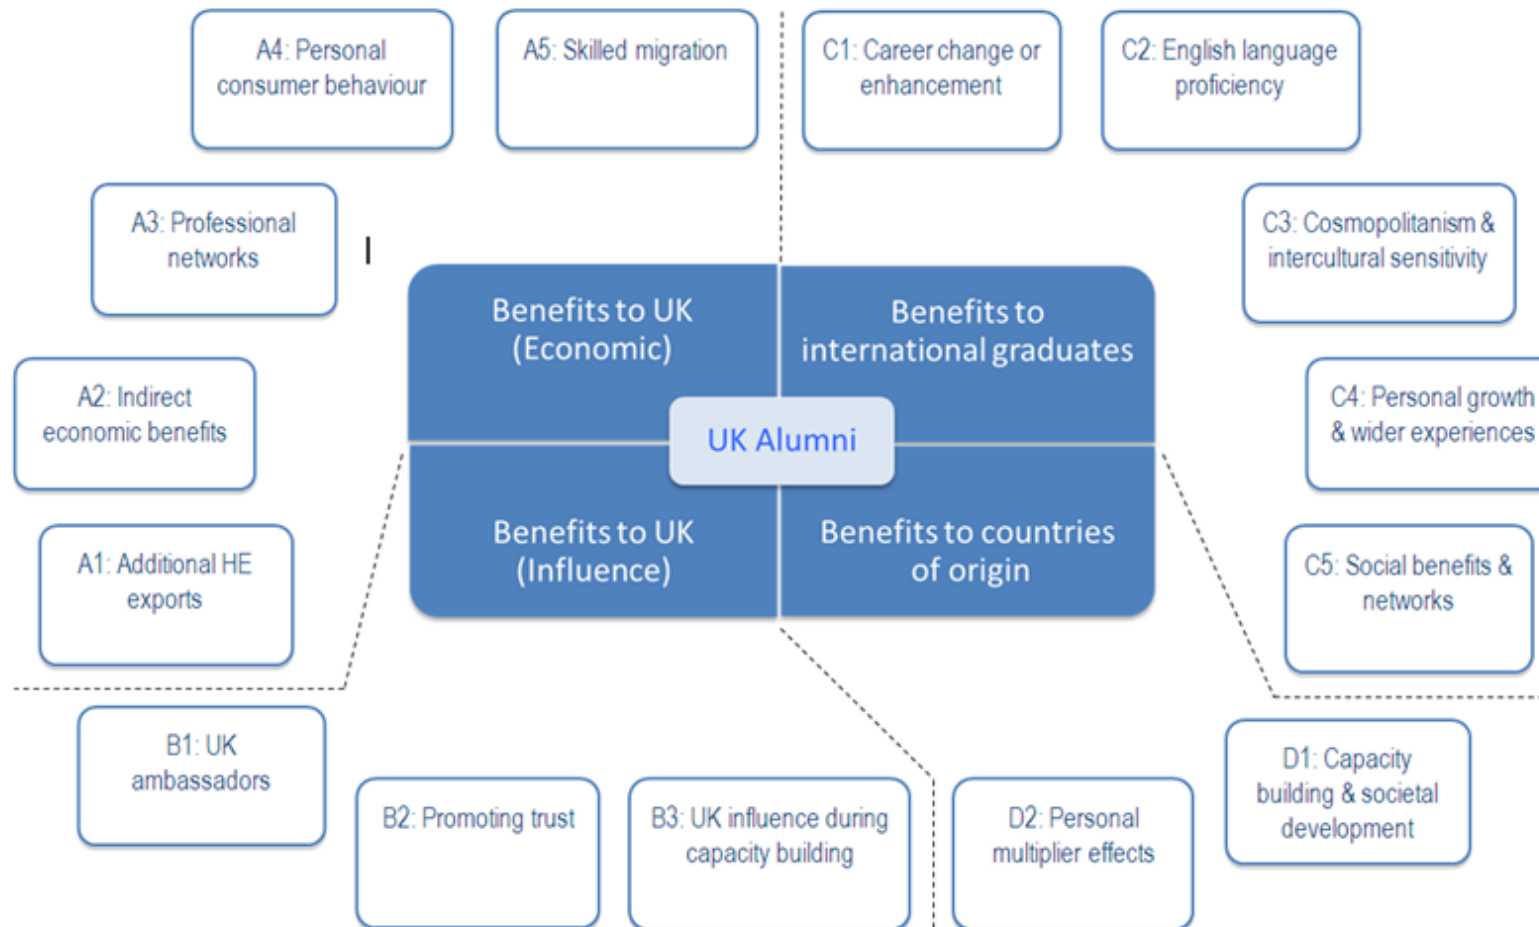 A4: Personal
consumer behaviour
A5: Skilled migration
C1: Career change or
enhancement
C2: English language
proficiency
A3: Professional
networks
C3: Cosmopolitanism &
intercultural sensitivity
Benefits to UK
(Economic)
Benefits to
international graduates
A2: Indirect
economic benefits
C4: Personal growth
& wider experiences
UK Alumni
A1: Additional HE
exports
Benefits to UK
(Influence)
Benefits to countries
of origin
C5: Social benefits &
networks
B1: UK
ambassadors
B2: Promoting trust
B3: UK influence during
capacity building
D2: Personal
multiplier effects
D1: Capacity
building & societal
development